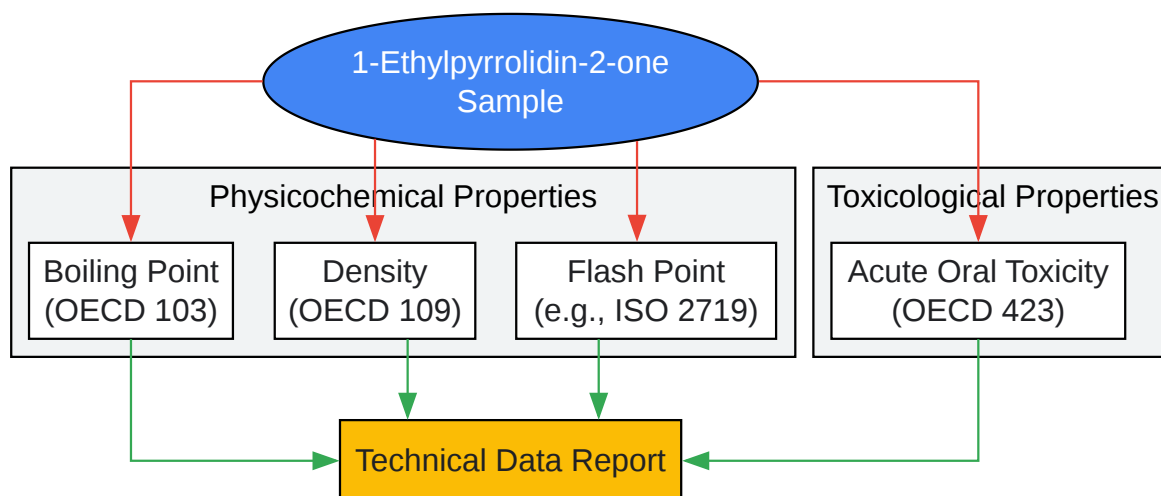 1-Ethylpyrrolidin-2-one
Sample
Physicochemical Properties
Toxicological Properties
Boiling Point
(OECD 103)
Density
(OECD 109)
Flash Point
(e.g., ISO 2719)
Acute Oral Toxicity
(OECD 423)
Technical Data Report